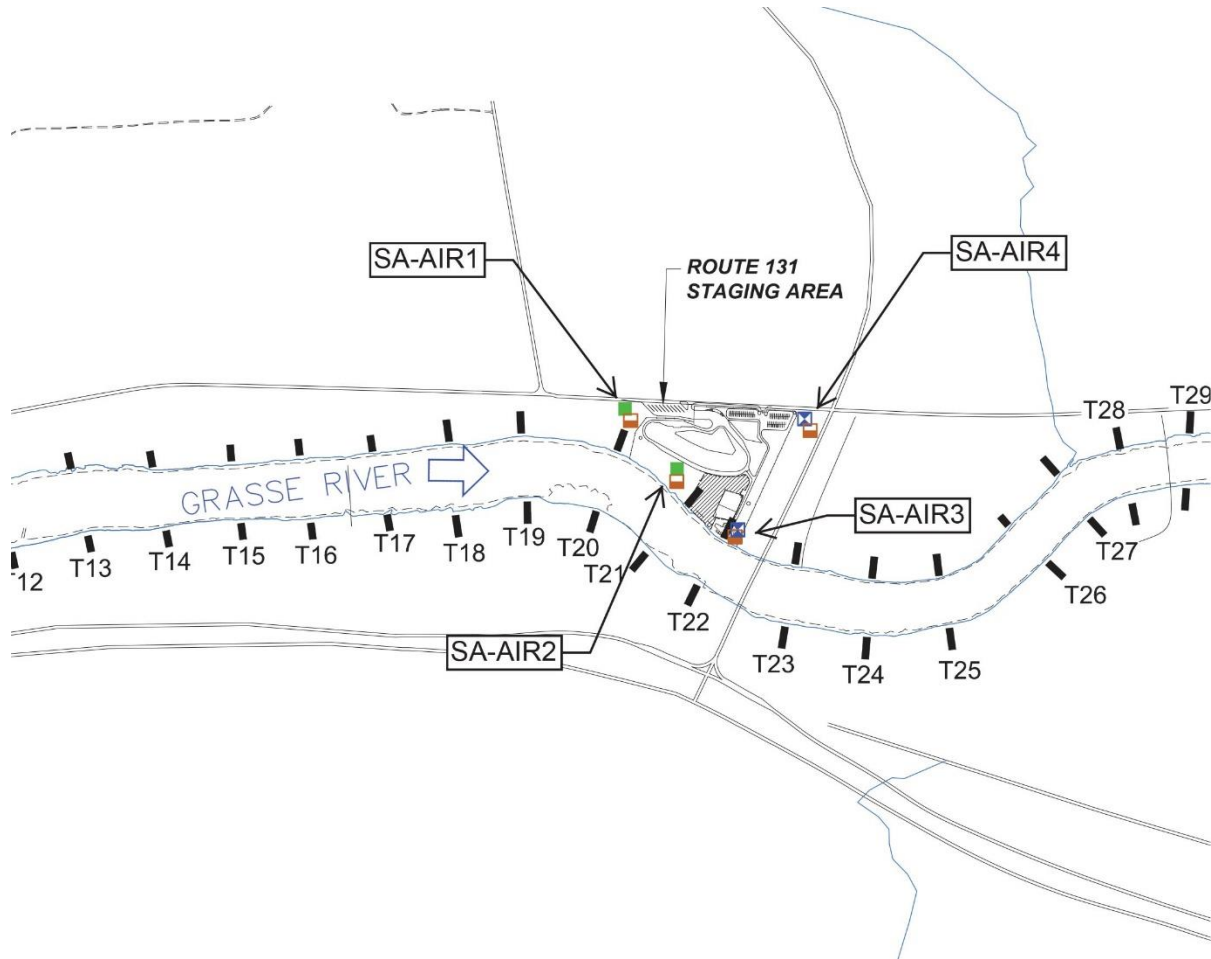 SA-AIR1
SA-AIR4
ROUTE 131
STAGING AREA
T28
T29
GRASSE RIVER
SA-AIR3
T12
T13
T14
T15
T16
T17
T18
T19
T20
T21
T22
T23
T24
T25
T26
T27
SA-AIR2